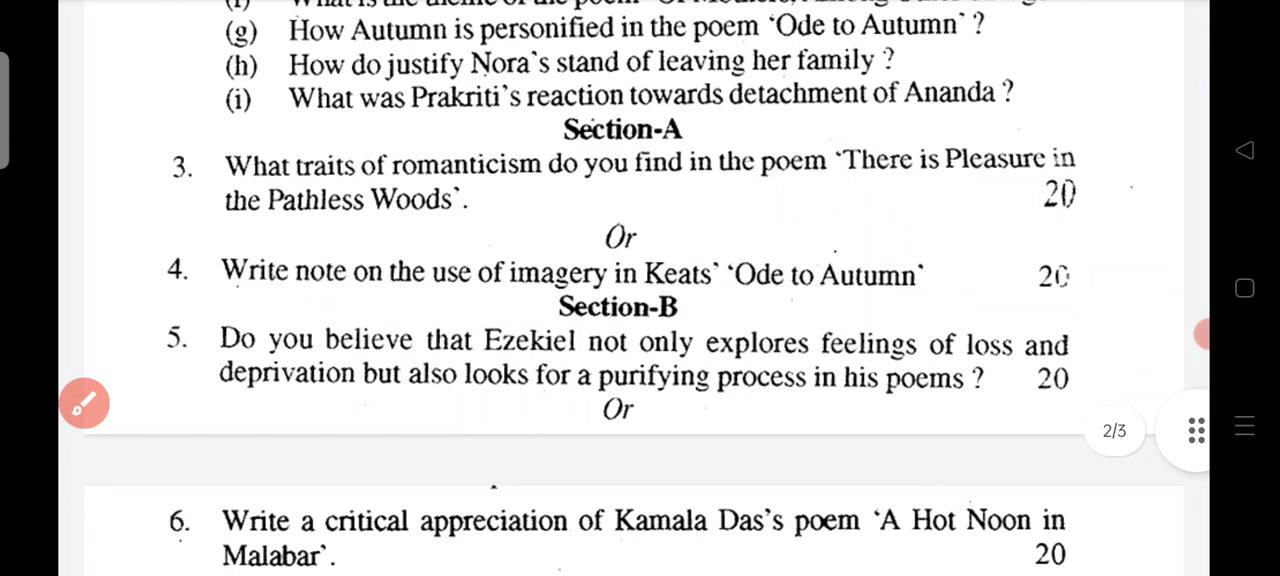 (g) How Autumn is personified in the poem ‘Ode to Autumn’ ?
(h) How do justify Nora’s stand of leaving her family ?
(i) What was Prakriti’s reaction towards detachment of Ananda ?
Section-A
3. What traits of romanticism do you find in the poem ‘There is Pleasure in
the Pathless Woods’. 20
Or
4. Write note on the use of imagery in Keats’ ‘Ode to Autumn’ 20
Section-B
5. Do you believe that Ezekiel not only explores feelings of loss and
deprivation but also looks for a purifying process in his poems ? 20
Or
2/3
6. Write a critical appreciation of Kamala Das’s poem ‘A Hot Noon in
Malabar’. 20